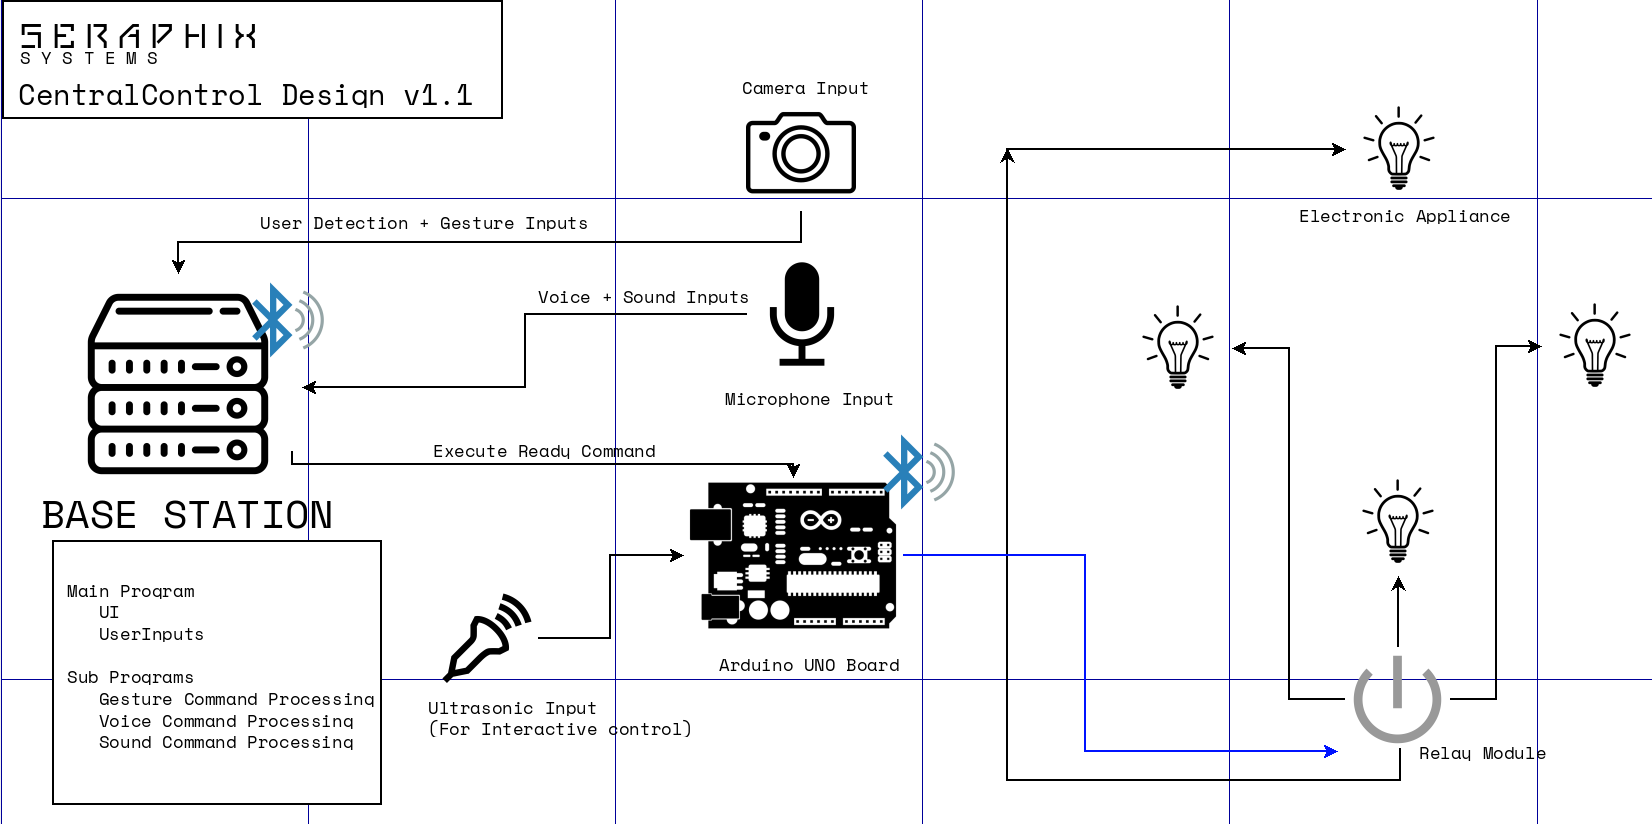 SERAPHIX
SYSTEMS
CentralControl Design v1.1
Camera Input
Electronic Appliance
User Detection + Gesture Inputs
Voice + Sound Inputs
Microphone Input
Execute Ready Command
BASE STATION
Main Program
UI
UserInputs
Sub Programs
Gesture Command Processing
Voice Command Processing
Sound Command Processing
Arduino UNO Board
Ultrasonic Input
(For Interactive control)
Relay Module